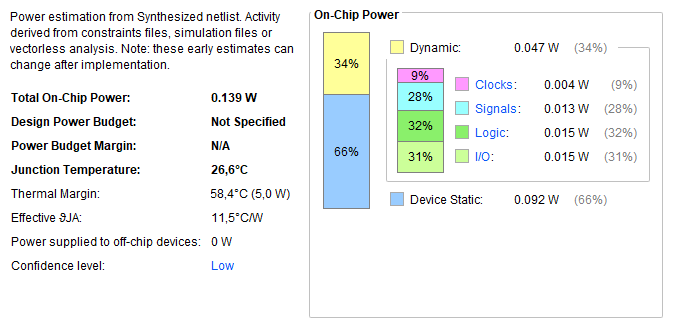 Power estimation from Synthesized netlist. Activity
derived from constraints files, simulation files or
vectorless analysis. Note: these early estimates can
change after implementation.
Total On-Chip Power: 0.139 W
Design Power Budget: Not Specified
Power Budget Margin: N/A
Junction Temperature: 26,6°C
Thermal Margin: 58,4°C (5,0 W)
Effective ϑJA: 11,5°C/W
Power supplied to off-chip devices: 0 W
Confidence level: Low
On-Chip Power
34%
66%
Dynamic: 0.047 W (34%)
9%
28%
32%
31%
Clocks: 0.004 W (9%)
Signals: 0.013 W (28%)
Logic: 0.015 W (32%)
I/O: 0.015 W (31%)
Device Static: 0.092 W (66%)